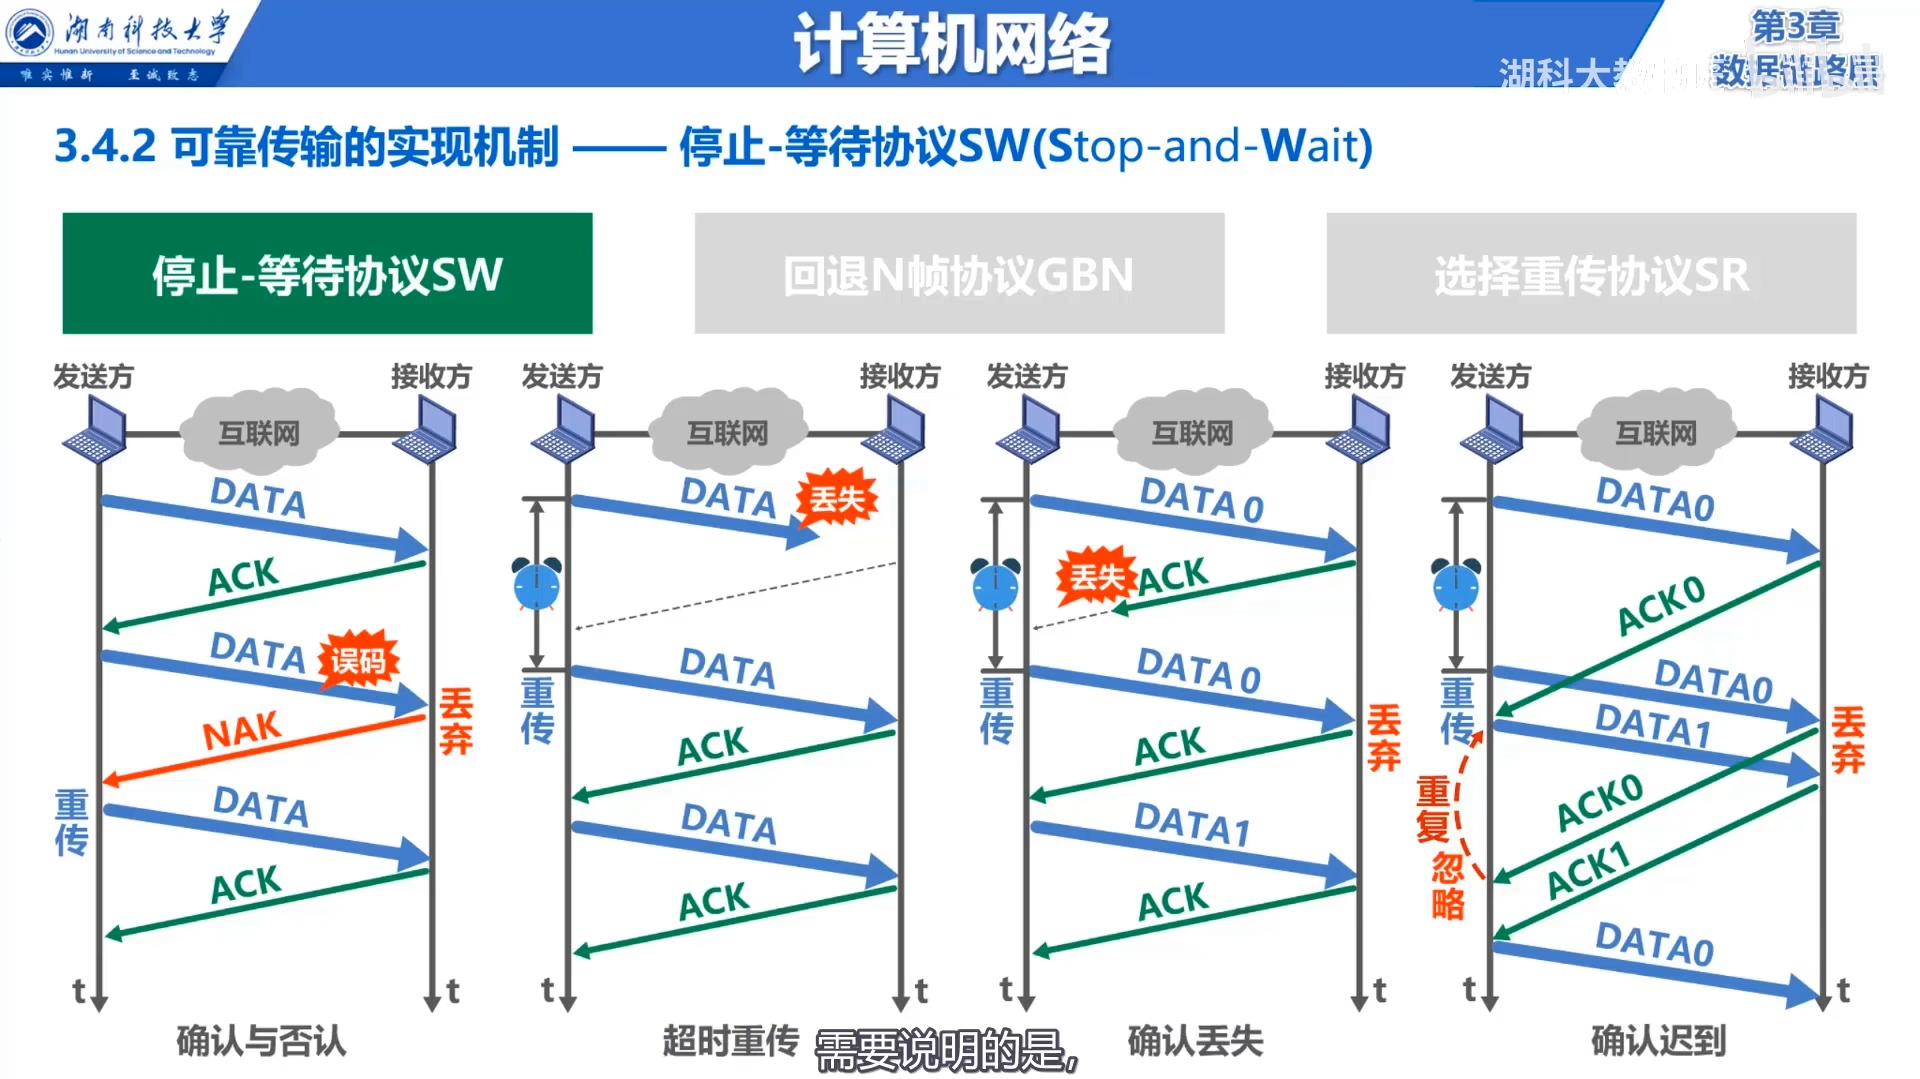 湖南科技大学
Hunan University of Science and Technology
唯实惟新 至诚致志
计算机网络
第3章
数据链路层
湖科大教书匠
3.4.2 可靠传输的实现机制 —— 停止-等待协议SW(Stop-and-Wait)
停止-等待协议SW
回退N帧协议GBN
选择重传协议SR
发送方
接收方
互联网
DATA
ACK
DATA
误码
丢弃
NAK
重传
DATA
ACK
t
t
确认与否认
发送方
接收方
互联网
DATA
丢失
重传
DATA
ACK
DATA
ACK
t
t
超时重传
发送方
接收方
互联网
DATA 0
丢失
ACK
重传
DATA 0
丢弃
ACK
DATA1
ACK
t
t
确认丢失
发送方
接收方
互联网
DATA0
ACK0
重传
DATA0
DATA1
丢弃
重复
忽略
ACK0
ACK1
DATA0
t
t
确认迟到
需要说明的是,